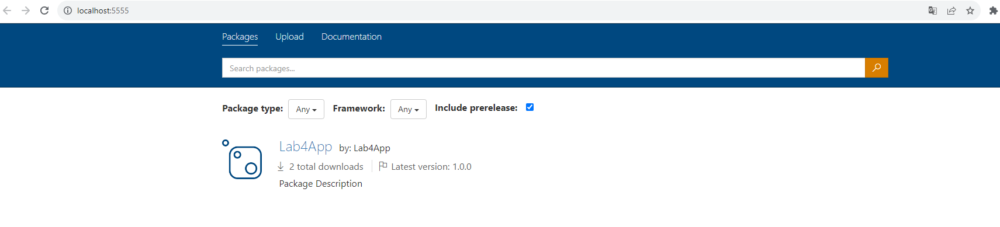 localhost:5555
Packages Upload Documentation
Search packages...
Package type: Any Framework: Any Include prerelease:
Lab4App by: Lab4App
2 total downloads Latest version: 1.0.0
Package Description